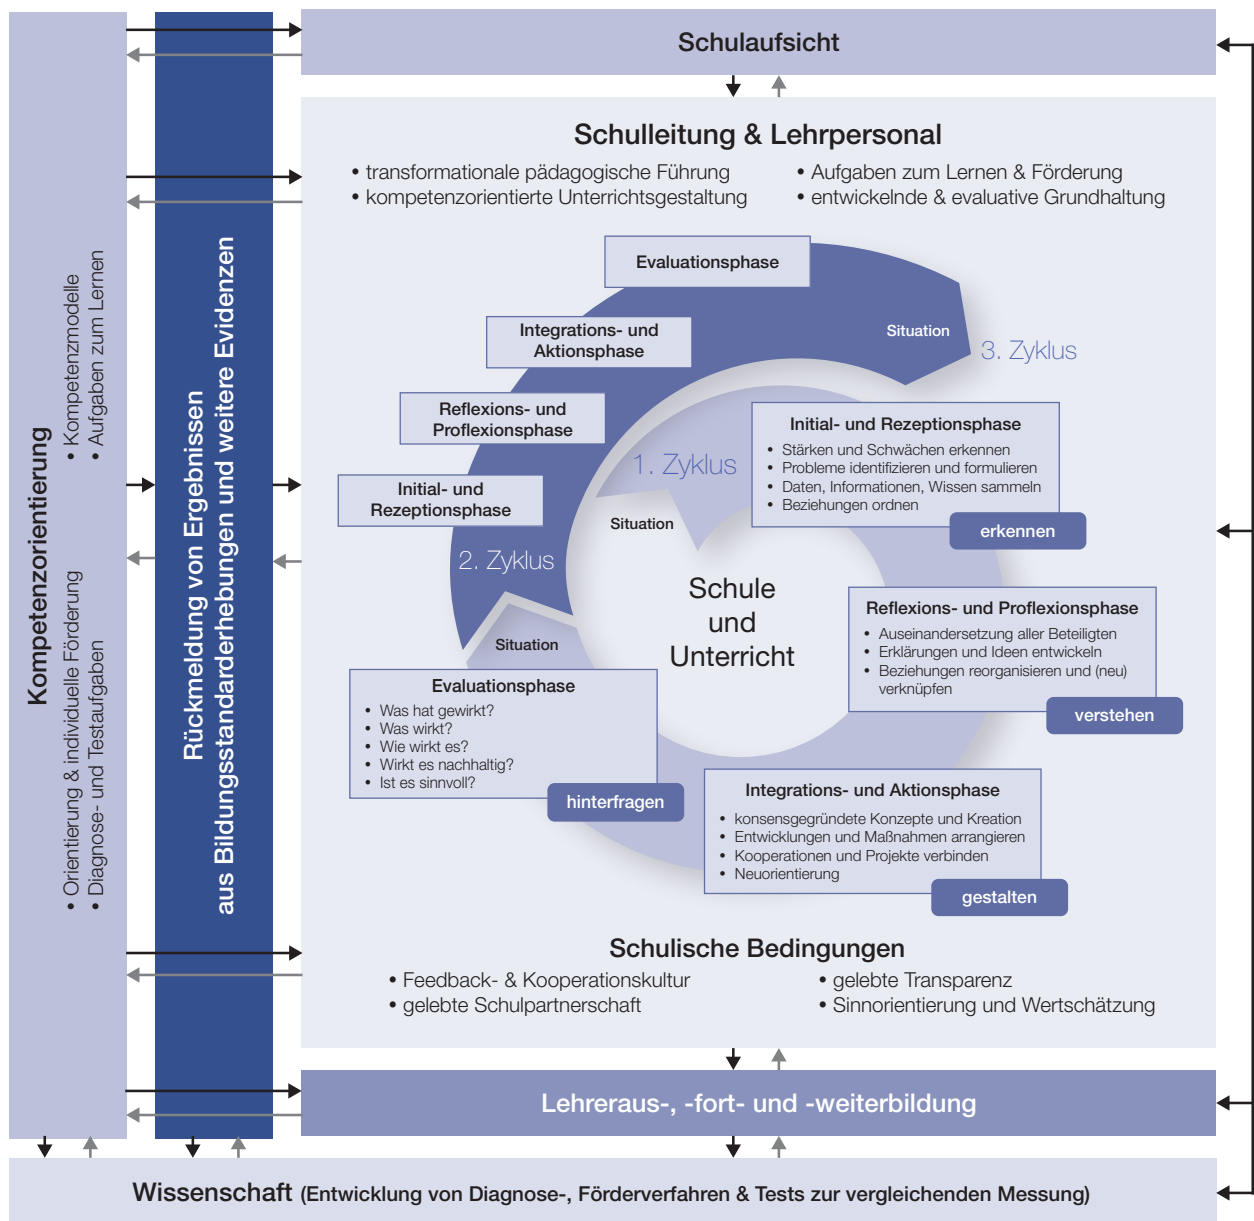 Schulaufsicht
Schulleitung & Lehrpersonal
• transformationale pädagogische Führung
• kompetenzorientierte Unterrichtsgestaltung
• Aufgaben zum Lernen & Förderung
• entwickelnde & evaluative Grundhaltung
Kompetenzorientierung
• Orientierung & individuelle Förderung
• Diagnose- und Testaufgaben
• Kompetenzmodelle
• Aufgaben zum Lernen
Rückmeldung von Ergebnissen
aus Bildungsstandarderhebungen und weitere Evidenzen
Evaluationsphase
Integrations- und
Aktionsphase
Reflexions- und
Proflexionsphase
Initial- und
Rezeptionsphase
Situation
3. Zyklus
2. Zyklus
1. Zyklus
Situation
Initial- und Rezeptionsphase
• Stärken und Schwächen erkennen
• Probleme identifizieren und formulieren
• Daten, Informationen, Wissen sammeln
• Beziehungen ordnen
erkennen
Schule
und
Unterricht
Reflexions- und Proflexionsphase
• Auseinandersetzung aller Beteiligten
• Erklärungen und Ideen entwickeln
• Beziehungen reorganisieren und (neu)
verknüpfen
verstehen
Situation
Evaluationsphase
• Was hat gewirkt?
• Was wirkt?
• Wie wirkt es?
• Wirkt es nachhaltig?
• Ist es sinnvoll?
hinterfragen
Integrations- und Aktionsphase
• konsensgegründete Konzepte und Kreation
• Entwicklungen und Maßnahmen arrangieren
• Kooperationen und Projekte verbinden
• Neuorientierung
gestalten
Schulische Bedingungen
• Feedback- & Kooperationskultur
• gelebte Schulpartnerschaft
• gelebte Transparenz
• Sinnorientierung und Wertschätzung
Lehreraus-, -fort- und -weiterbildung
Wissenschaft (Entwicklung von Diagnose-, Förderverfahren & Tests zur vergleichenden Messung)